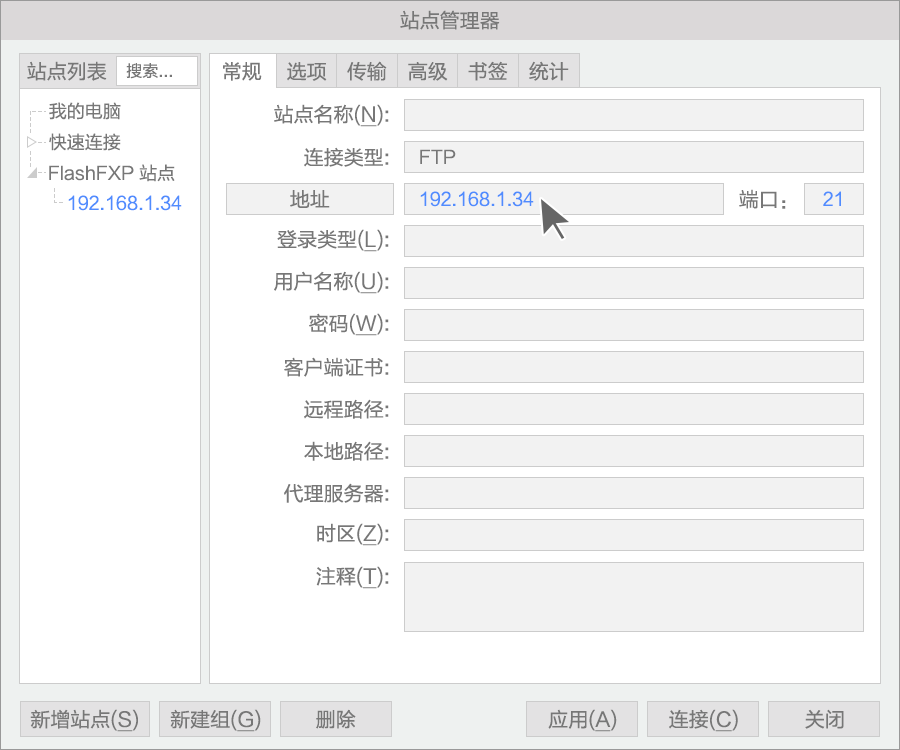 站点管理器
站点列表 搜索...
我的电脑
快速连接
FlashFXP 站点
192.168.1.34
常规 选项 传输 高级 书签 统计
站点名称(N):
连接类型: FTP
地址 192.168.1.34 端口: 21
登录类型(L):
用户名称(U):
密码(W):
客户端证书:
远程路径:
本地路径:
代理服务器:
时区(Z):
注释(T):
新增站点(S) 新建组(G) 删除 应用(A) 连接(C) 关闭